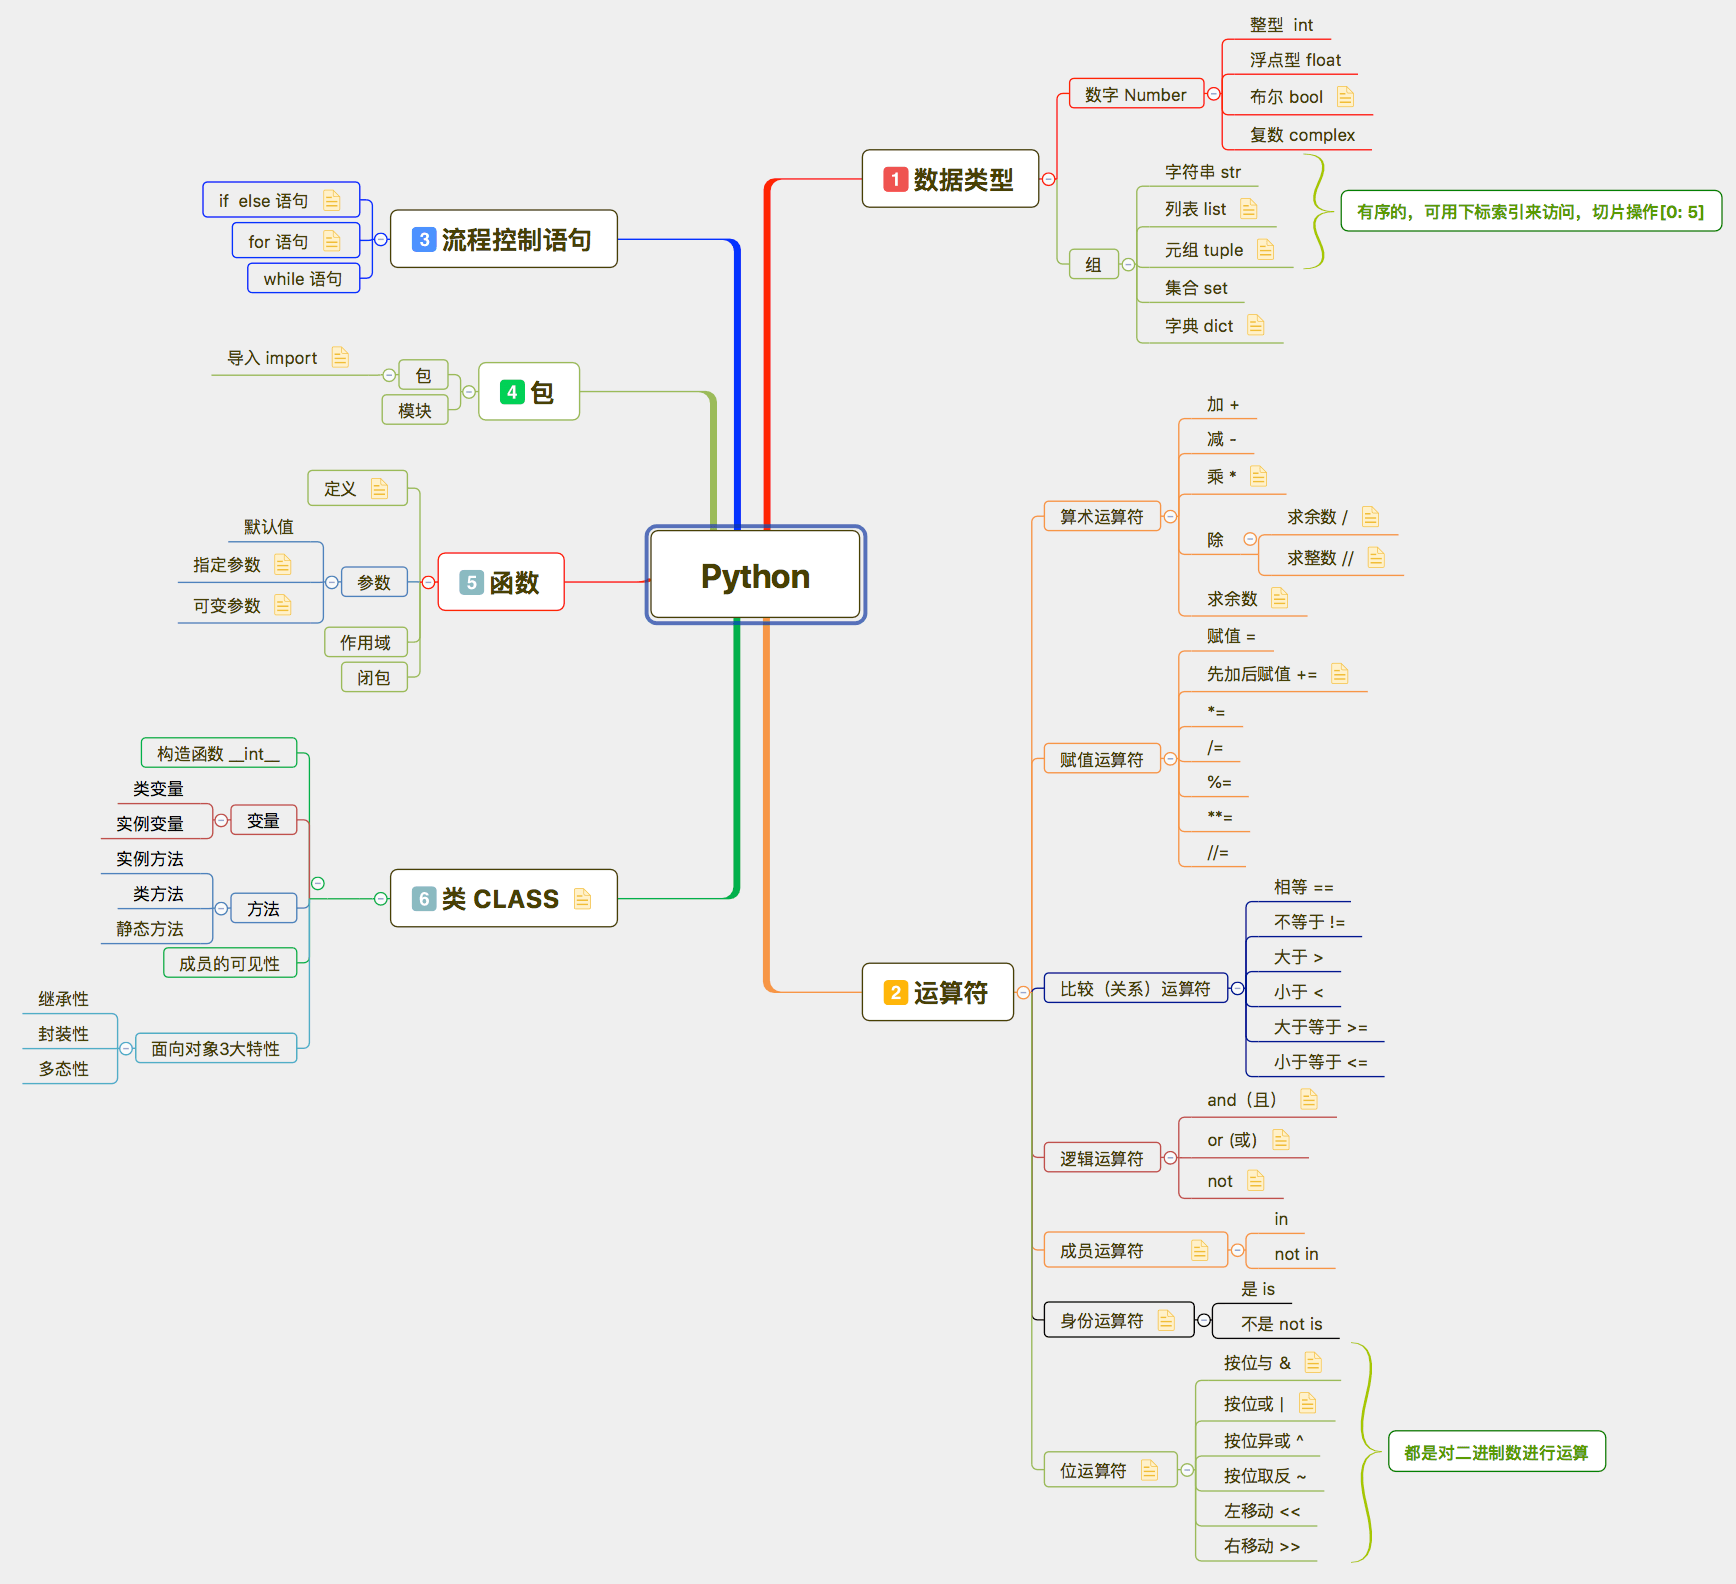 Python
1 数据类型
数字 Number
整型  int
浮点型 float
布尔 bool
复数 complex
组
字符串 str
列表 list
元组 tuple
集合 set
字典 dict
有序的，可用下标索引来访问，切片操作[0: 5]
2 运算符
算术运算符
加 +
减 -
乘 *
除
求余数 /
求整数 //
求余数
赋值运算符
赋值 =
先加后赋值 +=
*=
/=
%=
**=
//=
比较（关系）运算符
相等 ==
不等于 !=
大于 >
小于 <
大于等于 >=
小于等于 <=
逻辑运算符
and（且）
or (或)
not
成员运算符
in
not in
身份运算符
是 is
不是 not is
位运算符
按位与 &
按位或 |
按位异或 ^
按位取反 ~
左移动 <<
右移动 >>
都是对二进制数进行运算
3 流程控制语句
if  else 语句
for 语句
while 语句
4 包
包
导入 import
模块
5 函数
定义
参数
默认值
指定参数
可变参数
作用域
闭包
6 类 CLASS
构造函数 __int__
变量
类变量
实例变量
方法
实例方法
类方法
静态方法
成员的可见性
面向对象3大特性
继承性
封装性
多态性